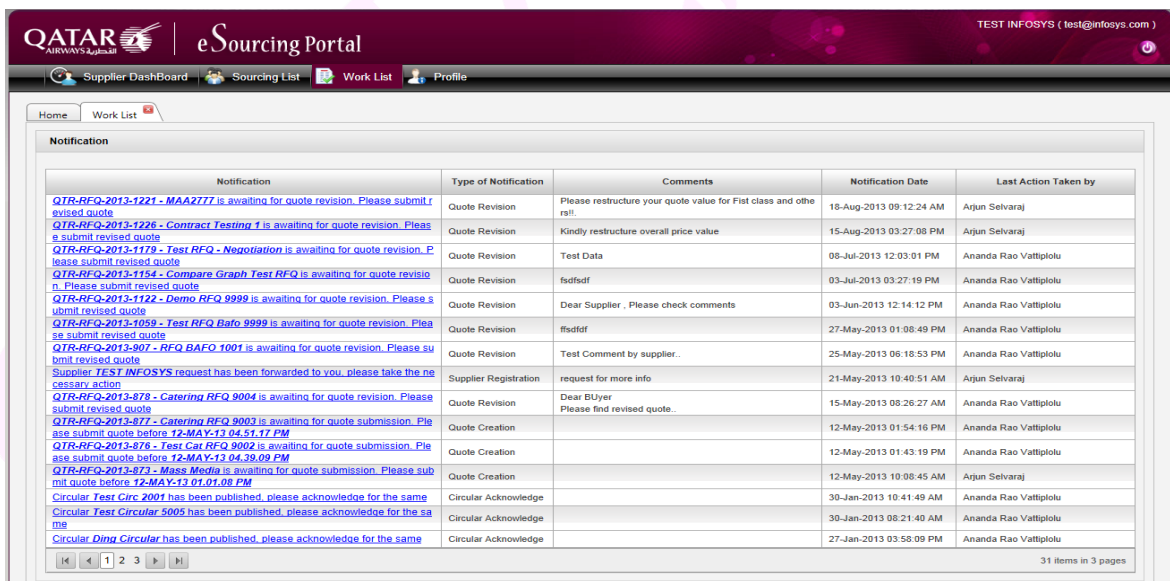 TEST INFOSYS ( test@infosys.com )
QATAR
AIRWAYS القطرية
eSourcing Portal
Supplier DashBoard Sourcing List Work List Profile
Home Work List
Notification
Notification Type of Notification Comments Notification Date Last Action Taken by
QTR-RFQ-2013-1221 - MAA2777 is awaiting for quote revision. Please submit r
evised quote
Quote Revision
Please restructure your quote value for Fist class and othe
rs!!.
18-Aug-2013 09:12:24 AM
Arjun Selvaraj
QTR-RFQ-2013-1226 - Contract Testing 1 is awaiting for quote revision. Pleas
e submit revised quote
Quote Revision
Kindly restructure overall price value
15-Aug-2013 03:27:08 PM
Arjun Selvaraj
QTR-RFQ-2013-1179 - Test RFQ - Negotiation is awaiting for quote revision. P
lease submit revised quote
Quote Revision
Test Data
08-Jul-2013 12:03:01 PM
Ananda Rao Vattiplolu
QTR-RFQ-2013-1154 - Compare Graph Test RFQ is awaiting for quote revisio
n. Please submit revised quote
Quote Revision
fsdfsdf
03-Jul-2013 03:27:19 PM
Ananda Rao Vattiplolu
QTR-RFQ-2013-1122 - Demo RFQ 9999 is awaiting for quote revision. Please s
ubmit revised quote
Quote Revision
Dear Supplier , Please check comments
03-Jun-2013 12:14:12 PM
Ananda Rao Vattiplolu
QTR-RFQ-2013-1059 - Test RFQ Bafo 9999 is awaiting for quote revision. Plea
se submit revised quote
Quote Revision
ffsdfdf
27-May-2013 01:08:49 PM
Ananda Rao Vattiplolu
QTR-RFQ-2013-907 - RFQ BAFO 1001 is awaiting for quote revision. Please su
bmit revised quote
Quote Revision
Test Comment by supplier..
25-May-2013 06:18:53 PM
Ananda Rao Vattiplolu
Supplier TEST INFOSYS request has been forwarded to you, please take the ne
cessary action
Supplier Registration
request for more info
21-May-2013 10:40:51 AM
Arjun Selvaraj
QTR-RFQ-2013-878 - Catering RFQ 9004 is awaiting for quote revision. Please
submit revised quote
Quote Revision
Dear BUyer
Please find revised quote..
15-May-2013 08:26:27 AM
Ananda Rao Vattiplolu
QTR-RFQ-2013-877 - Catering RFQ 9003 is awaiting for quote submission. Ple
ase submit quote before 12-MAY-13 04.51.17 PM
Quote Creation
12-May-2013 01:54:16 PM
Ananda Rao Vattiplolu
QTR-RFQ-2013-876 - Test Cat RFQ 9002 is awaiting for quote submission. Ple
ase submit quote before 12-MAY-13 04.39.09 PM
Quote Creation
12-May-2013 01:43:19 PM
Ananda Rao Vattiplolu
QTR-RFQ-2013-873 - Mass Media is awaiting for quote submission. Please sub
mit quote before 12-MAY-13 01.01.08 PM
Quote Creation
12-May-2013 10:08:45 AM
Arjun Selvaraj
Circular Test Circ 2001 has been published, please acknowledge for the same
Circular Acknowledge
30-Jan-2013 10:41:49 AM
Ananda Rao Vattiplolu
Circular Test Circular 5005 has been published, please acknowledge for the sa
me
Circular Acknowledge
30-Jan-2013 08:21:40 AM
Ananda Rao Vattiplolu
Circular Ding Circular has been published, please acknowledge for the same
Circular Acknowledge
27-Jan-2013 03:58:09 PM
Ananda Rao Vattiplolu
1 2 3
31 items in 3 pages